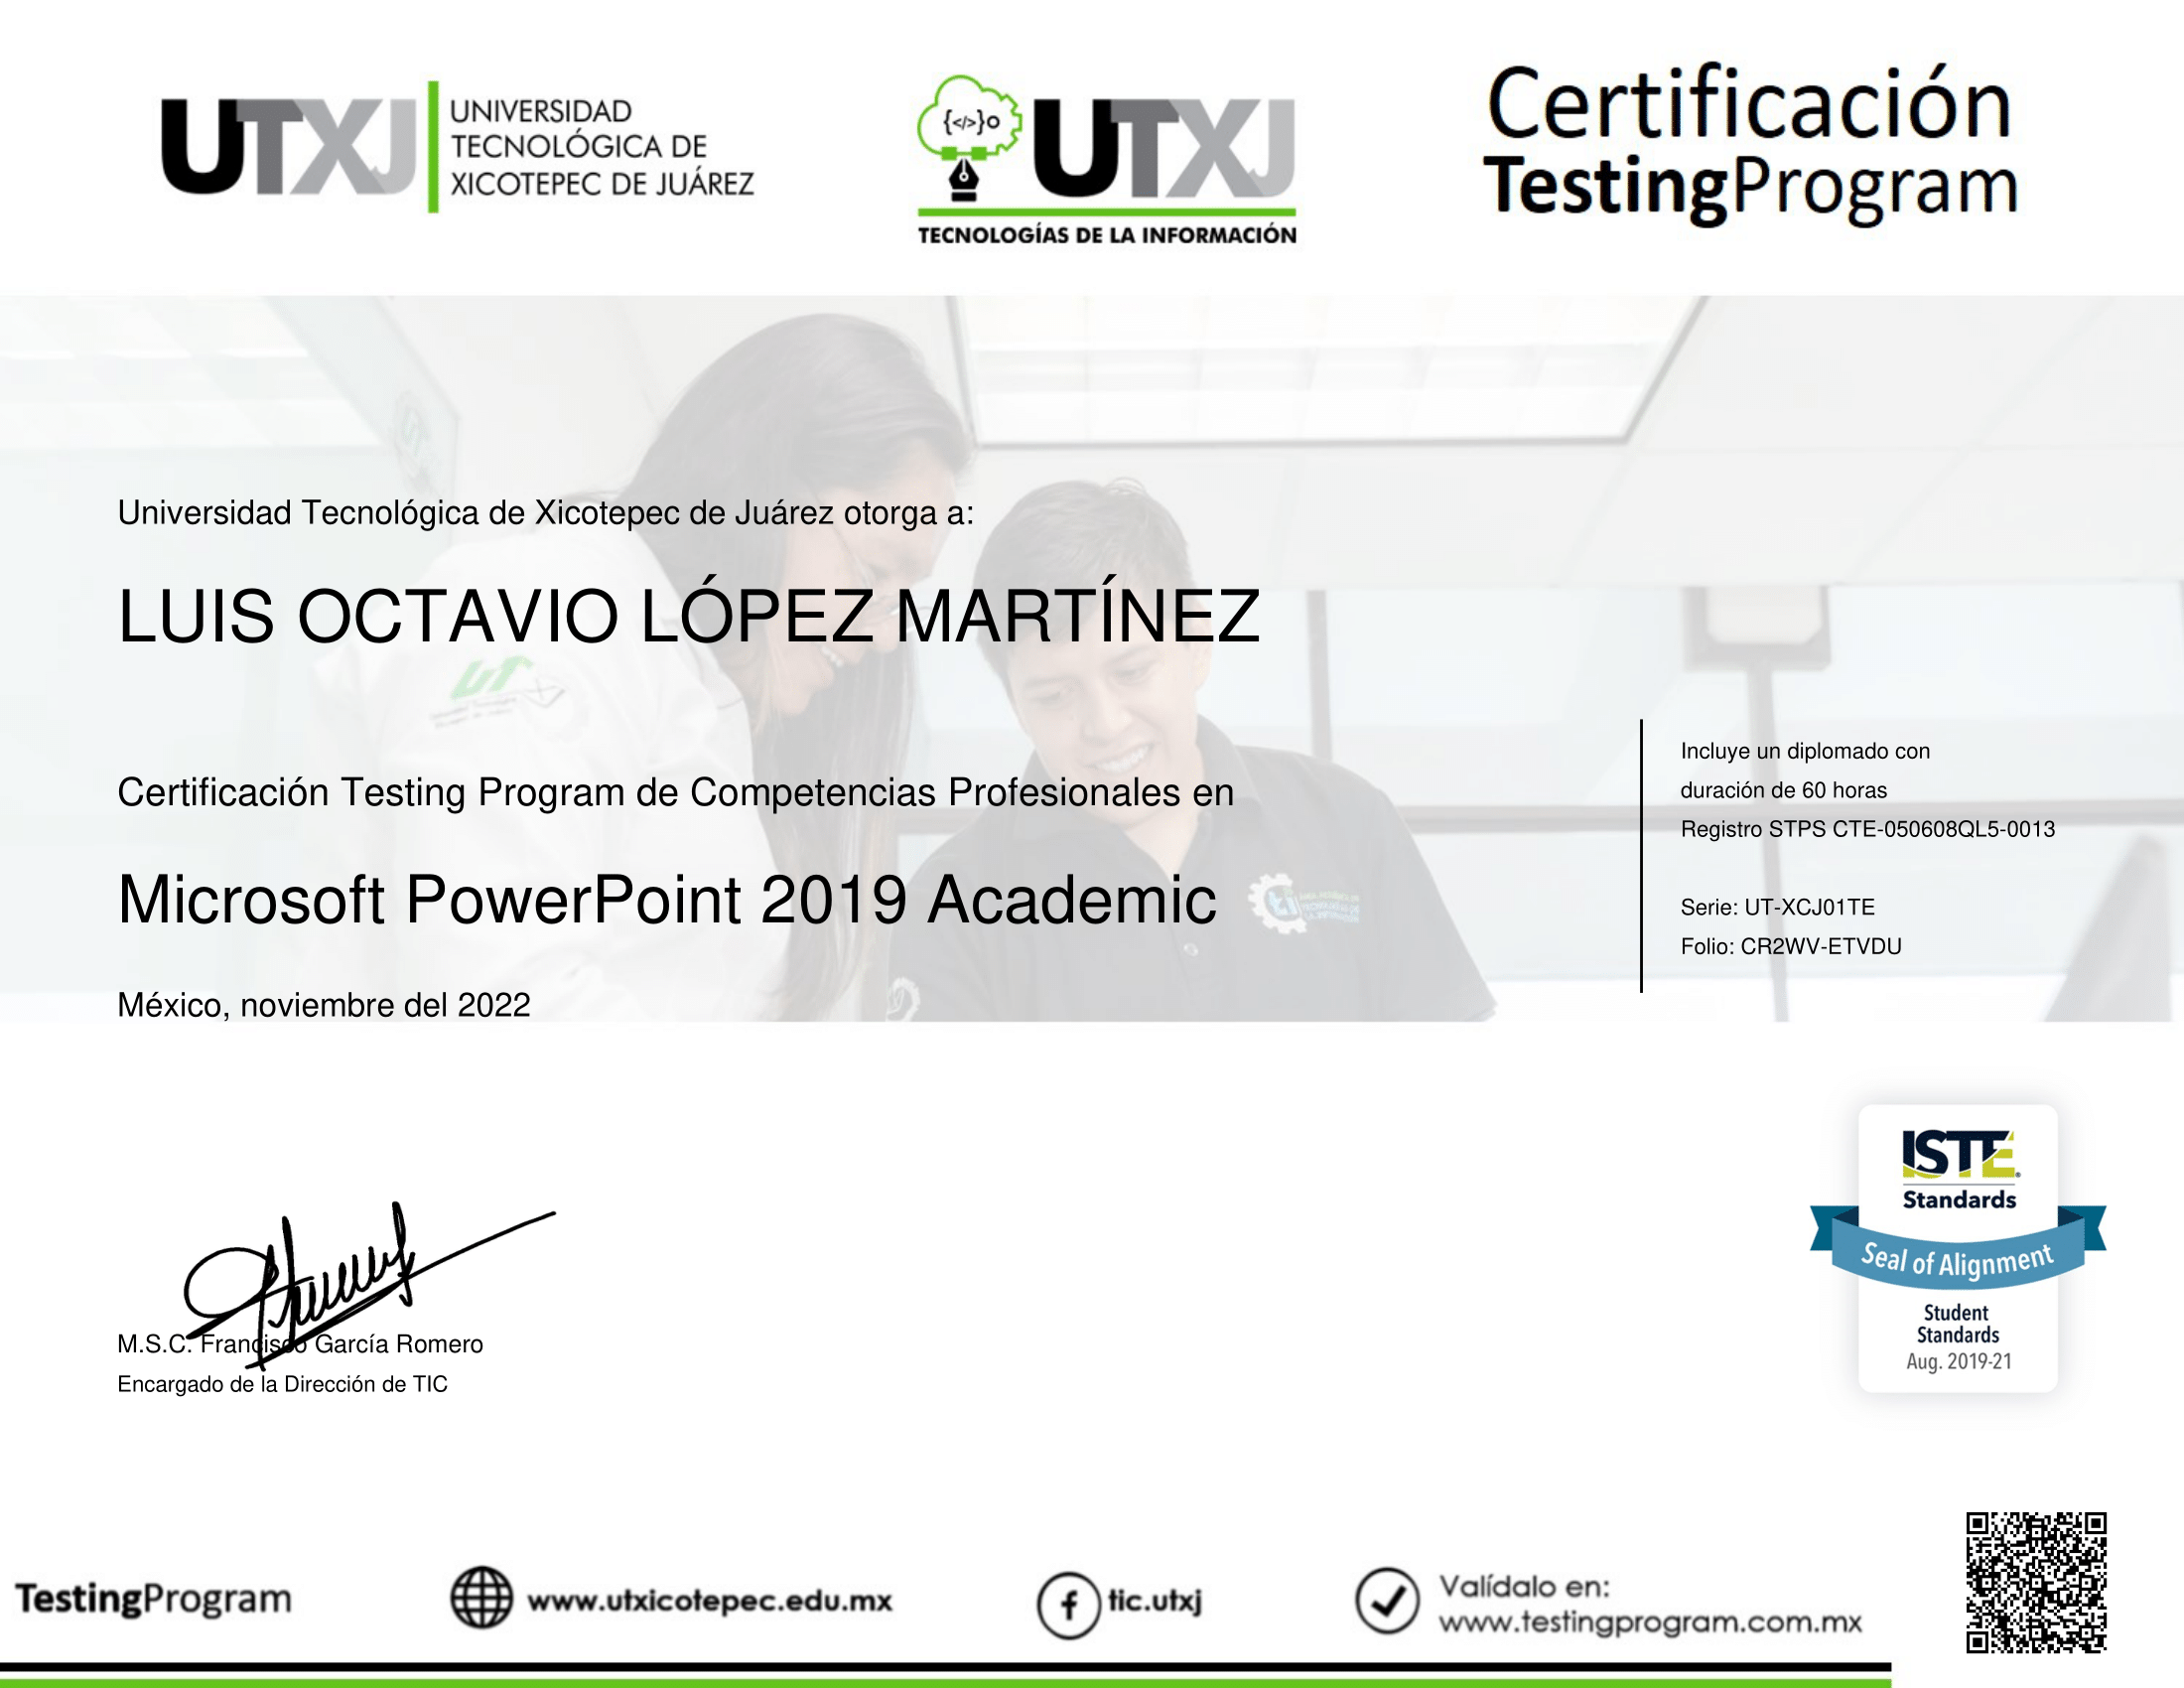 UTXJ
UNIVERSIDAD
TECNOLÓGICA DE
XICOTEPEC DE JUÁREZ
{</>}
UTXJ
TECNOLOGÍAS DE LA INFORMACIÓN
Certificación
TestingProgram
Universidad Tecnológica de Xicotepec de Juárez otorga a:
LUIS OCTAVIO LÓPEZ MARTÍNEZ
Certificación Testing Program de Competencias Profesionales en
Microsoft PowerPoint 2019 Academic
México, noviembre del 2022
Incluye un diplomado con
duración de 60 horas
Registro STPS CTE-050608QL5-0013
Serie: UT-XCJ01TE
Folio: CR2WV-ETVDU
M.S.C. Francisco García Romero
Encargado de la Dirección de TIC
ISTE
Standards
Seal of Alignment
Student
Standards
Aug. 2019-21
TestingProgram
www.utxicotepec.edu.mx
tic.utxj
Valídalo en:
www.testingprogram.com.mx